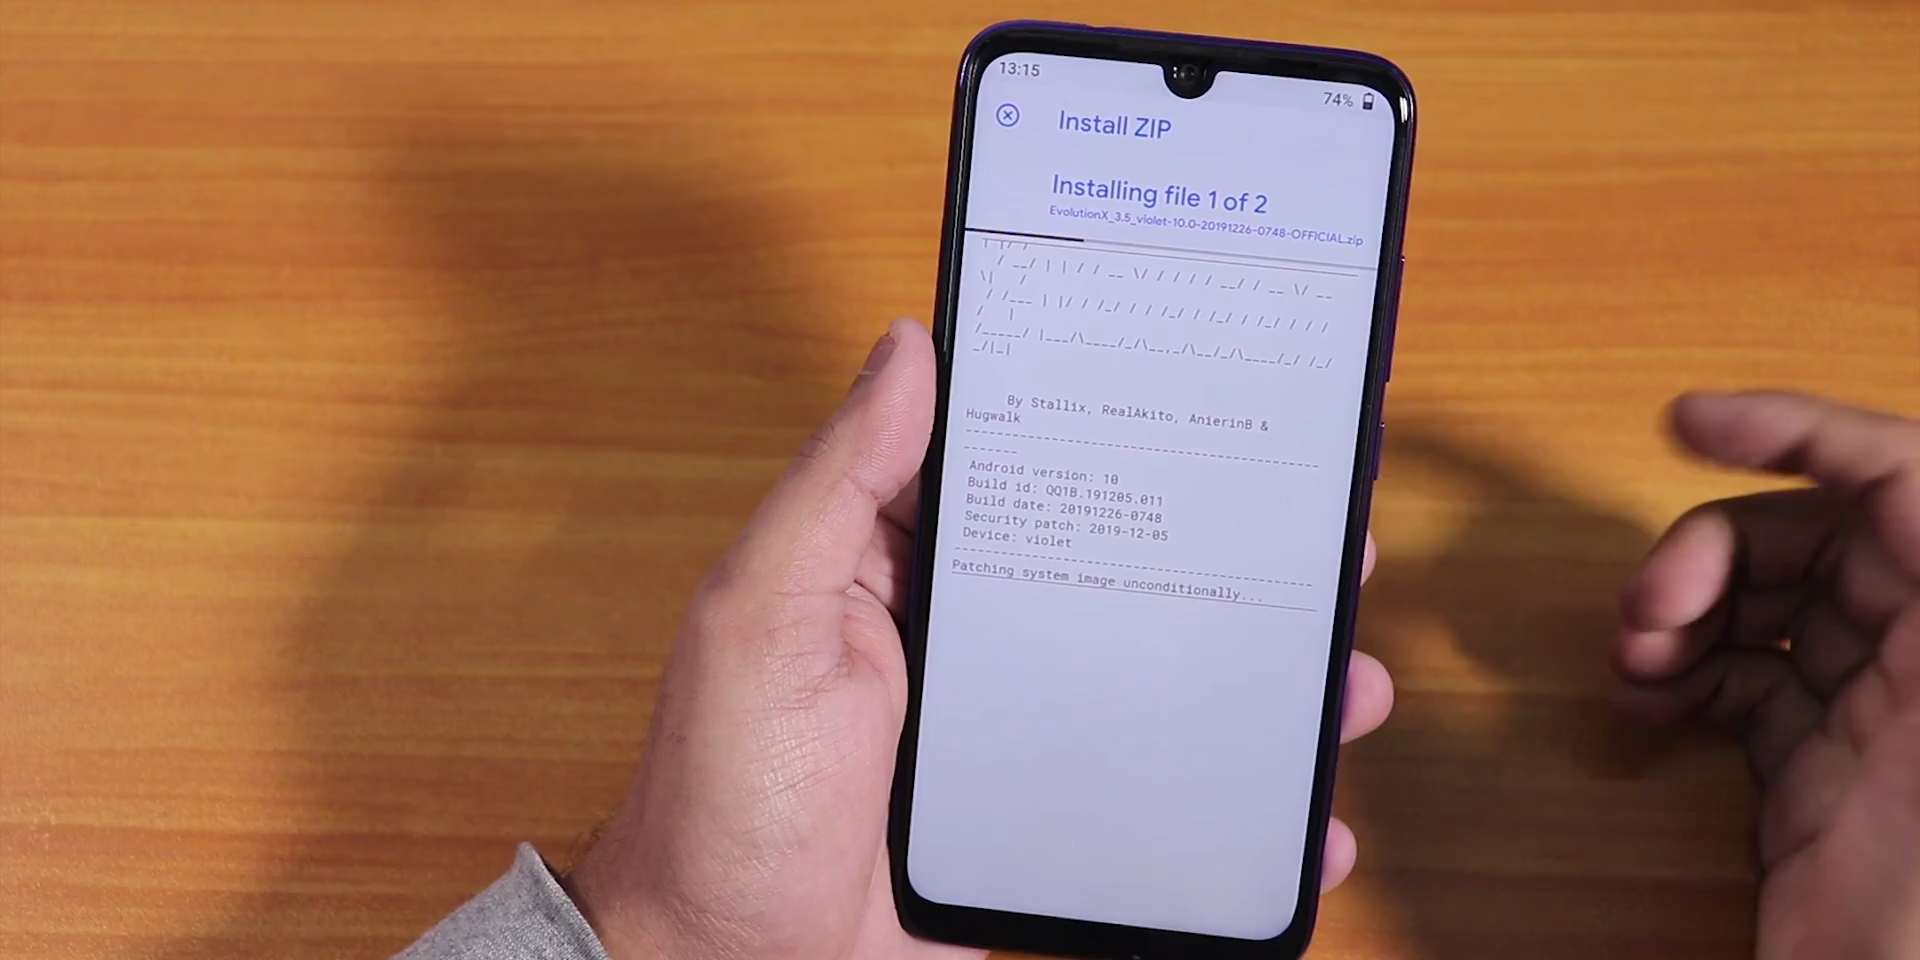 13:15
74%
Install ZIP
Installing file 1 of 2
EvolutionX_3.5_violet-10.0-20191226-0748-OFFICIAL.zip
By Stallix, RealAkito, AnierinB &
Hugwalk
Android version: 10
Build id: QQ1B.191205.011
Build date: 20191226-0748
Security patch: 2019-12-05
Device: violet
Patching system image unconditionally...